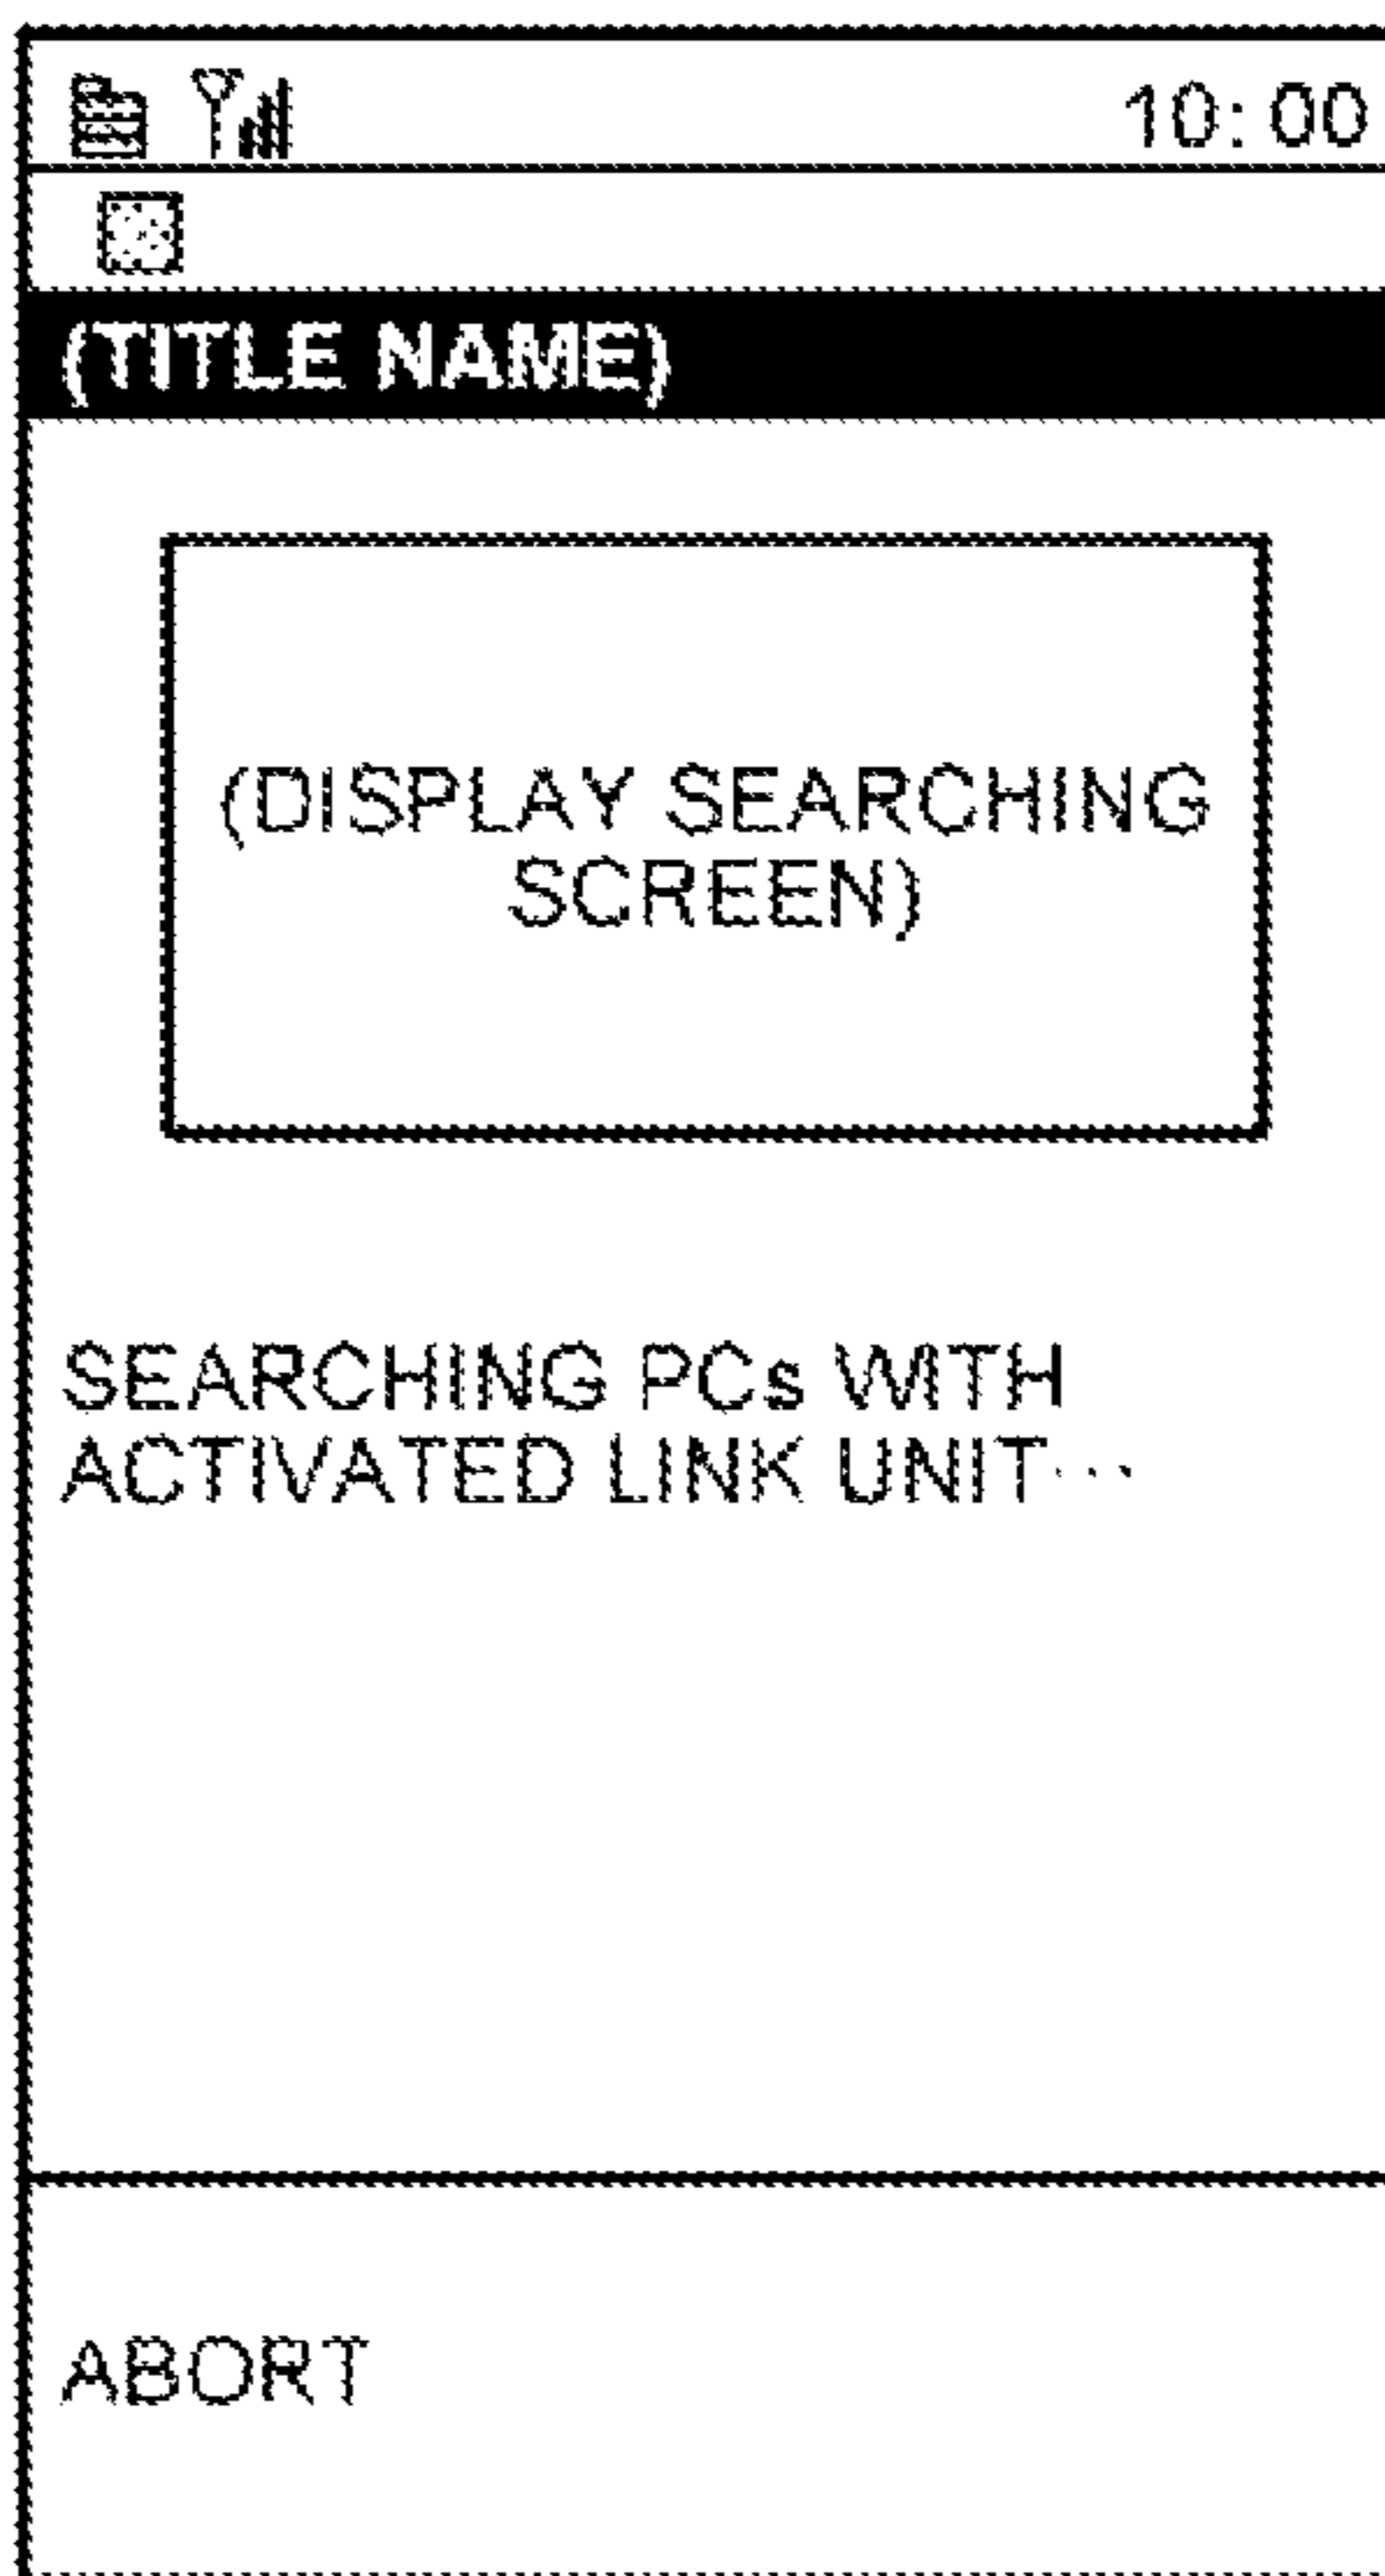 10:00
(TITLE NAME)
(DISPLAY SEARCHING
SCREEN)
SEARCHING PCs WITH
ACTIVATED LINK UNIT···
ABORT